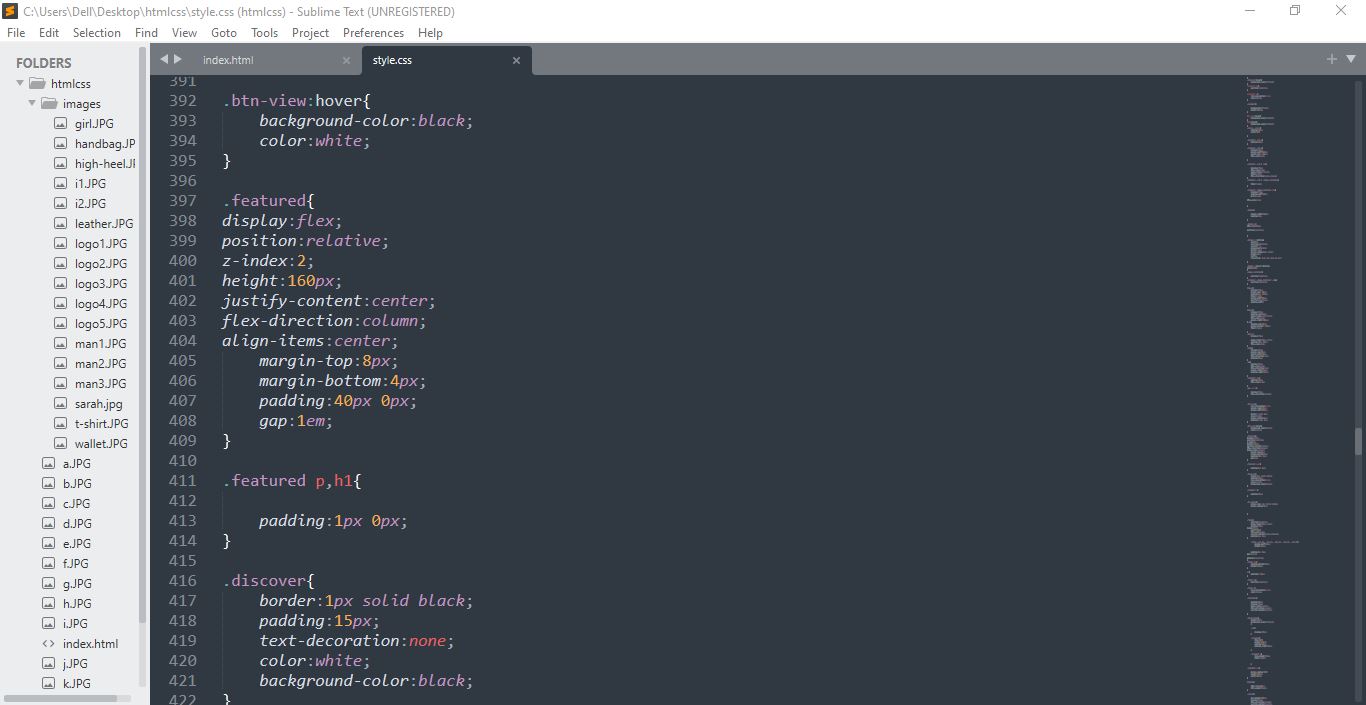 C:\Users\Dell\Desktop\htmlcss\style.css (htmlcss) - Sublime Text (UNREGISTERED)
File Edit Selection Find View Goto Tools Project Preferences Help
FOLDERS
htmlcss
images
girl.JPG
handbag.JP
high-heel.JF
i1.JPG
i2.JPG
leather.JPG
logo1.JPG
logo2.JPG
logo3.JPG
logo4.JPG
logo5.JPG
man1.JPG
man2.JPG
man3.JPG
sarah.jpg
t-shirt.JPG
wallet.JPG
a.JPG
b.JPG
c.JPG
d.JPG
e.JPG
f.JPG
g.JPG
h.JPG
i.JPG
index.html
j.JPG
k.JPG
index.html style.css
391
392 .btn-view:hover{
393 background-color:black;
394 color:white;
395 }
396
397 .featured{
398 display:flex;
399 position:relative;
400 z-index:2;
401 height:160px;
402 justify-content:center;
403 flex-direction:column;
404 align-items:center;
405 margin-top:8px;
406 margin-bottom:4px;
407 padding:40px 0px;
408 gap:1em;
409 }
410
411 .featured p,h1{
412
413 padding:1px 0px;
414 }
415
416 .discover{
417 border:1px solid black;
418 padding:15px;
419 text-decoration:none;
420 color:white;
421 background-color:black;
422 }